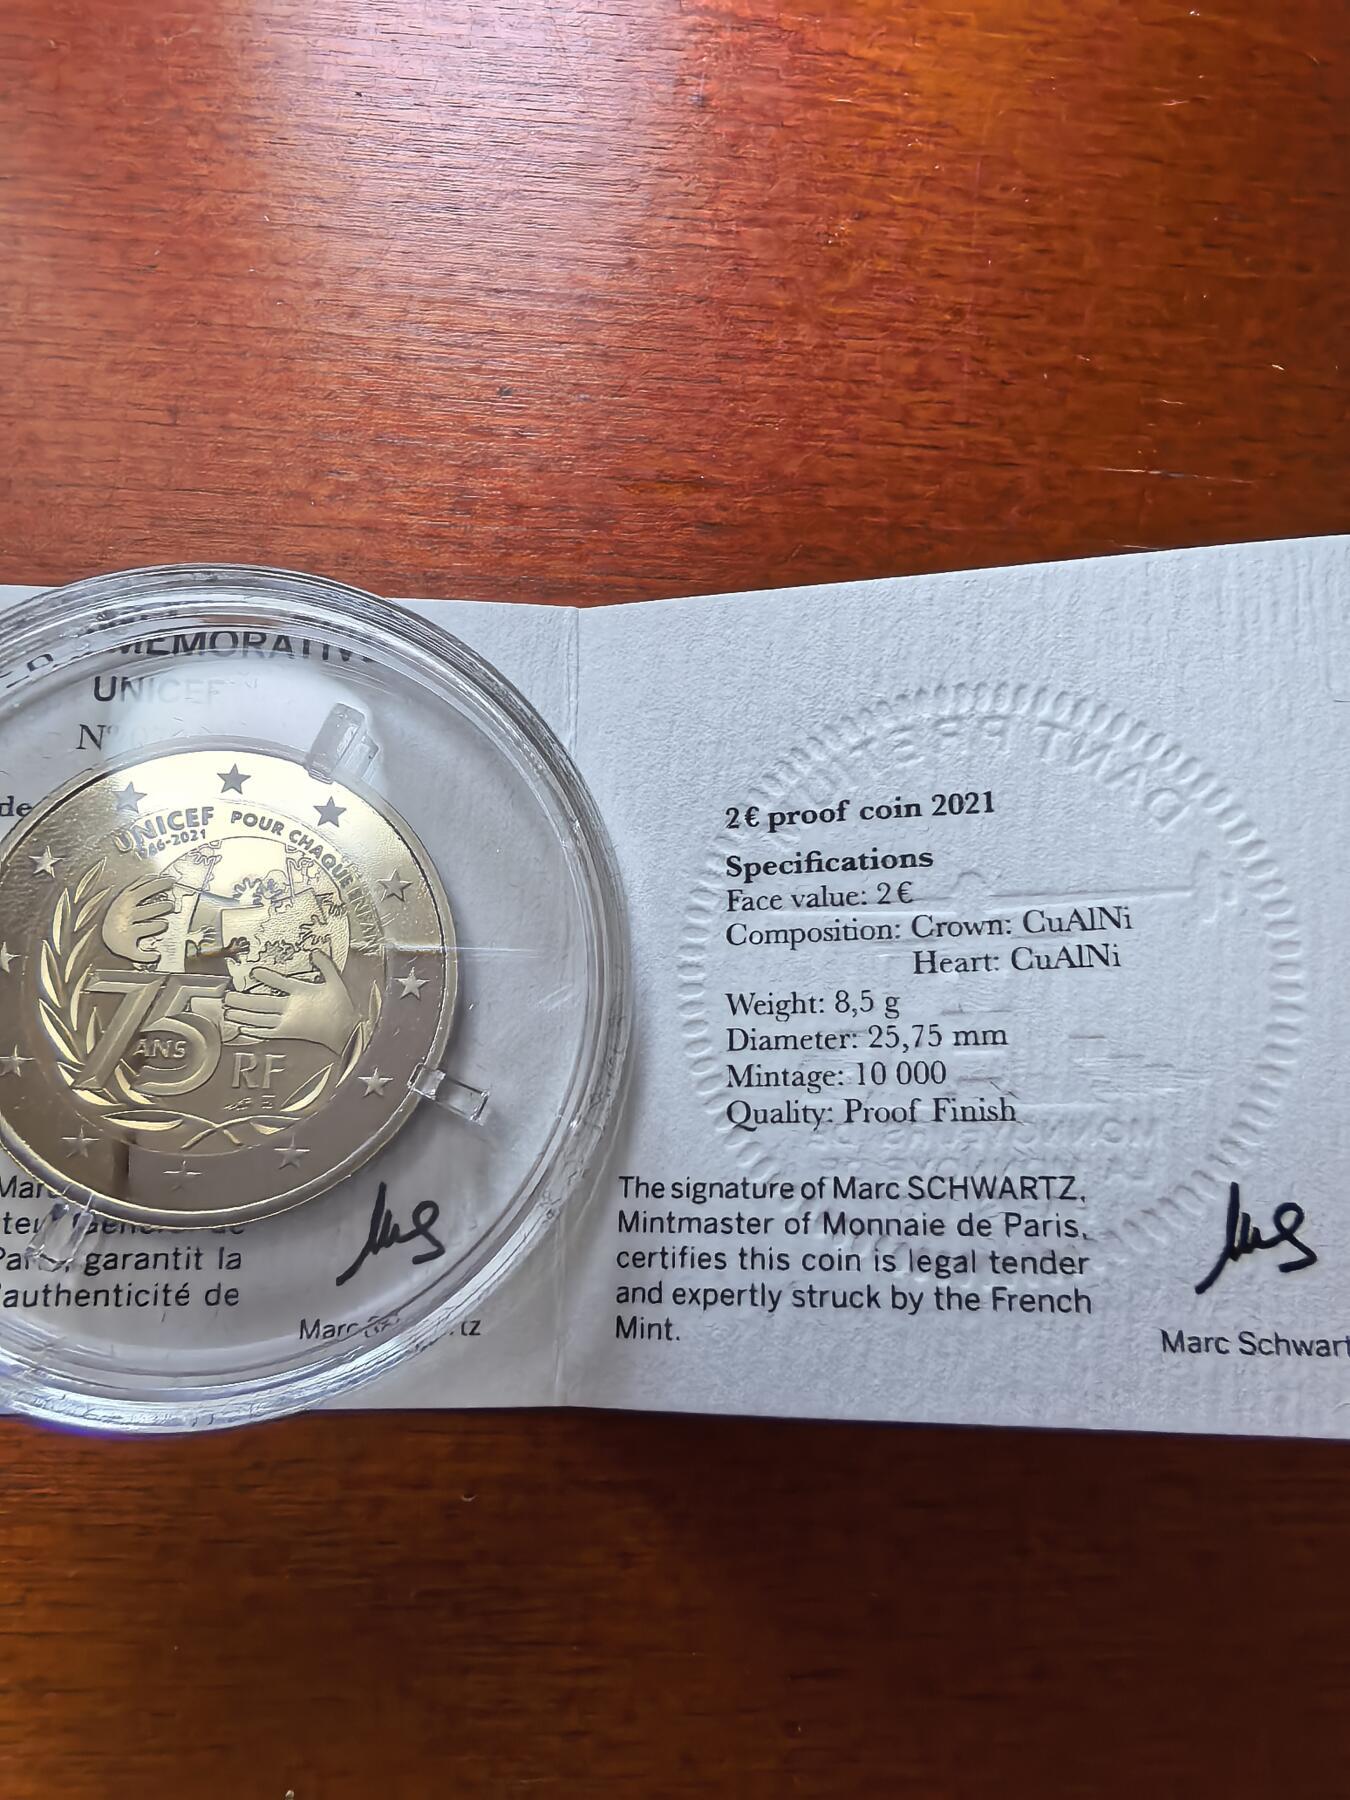 UNICEF
N°
de
UNICEF POUR CHAQUE ENFANT
1946-2021
75
ANS
RF
garantit la
authenticité de
2€ proof coin 2021
Specifications
Face value: 2€
Composition: Crown: CuAlNi
Heart: CuAlNi
Weight: 8,5 g
Diameter: 25,75 mm
Mintage: 10 000
Quality: Proof Finish
The signature of Marc SCHWARTZ,
Mintmaster of Monnaie de Paris,
certifies this coin is legal tender
and expertly struck by the French
Mint.
Marc Schwart